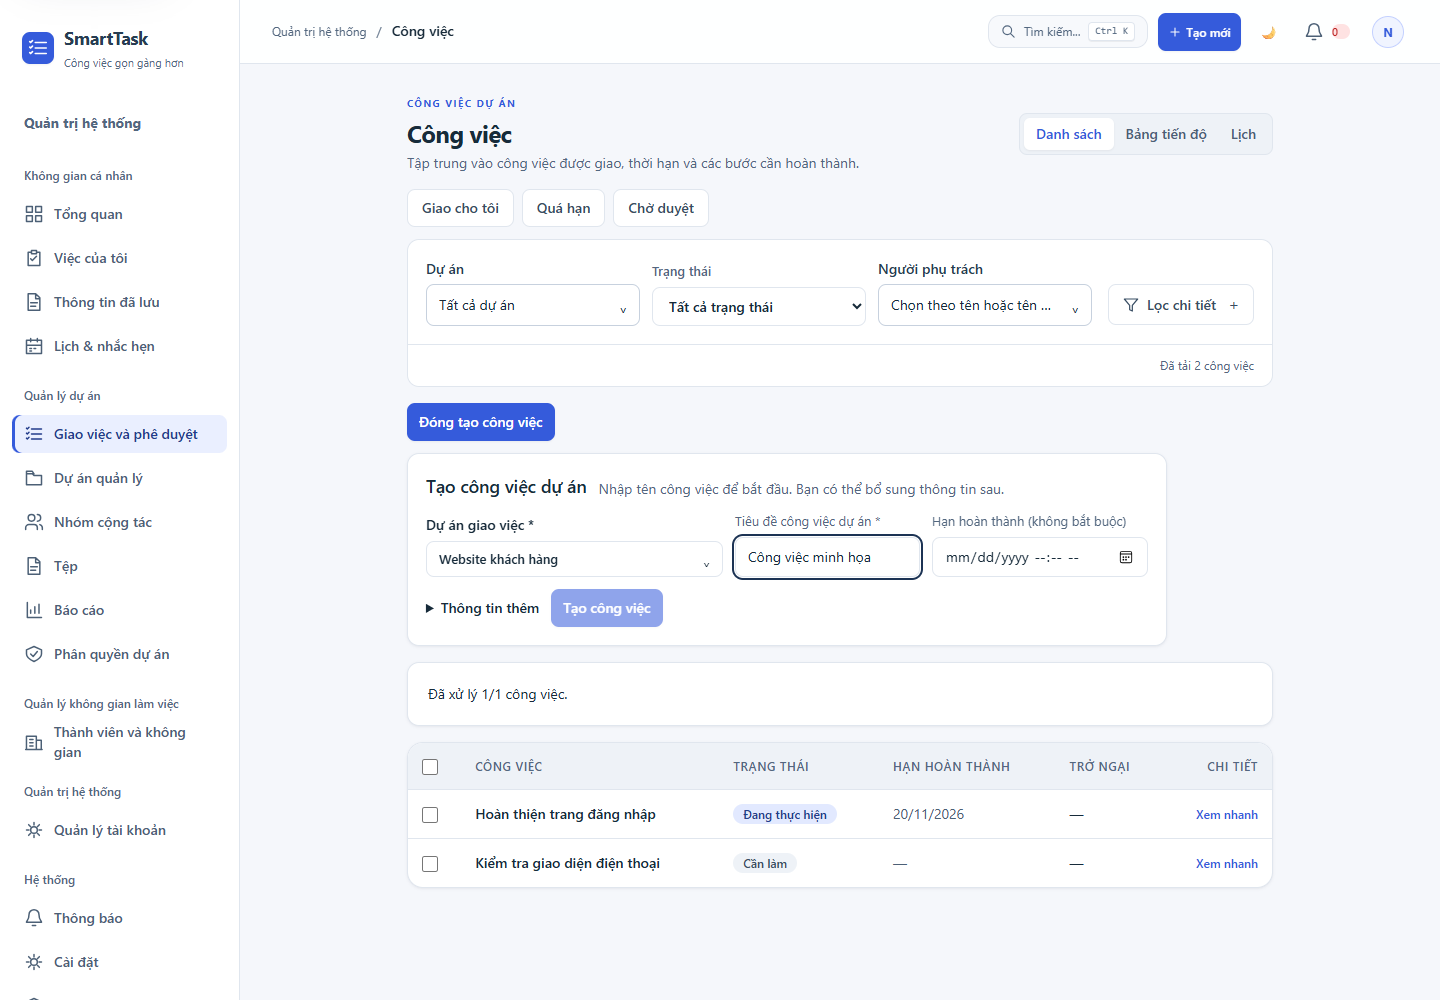 SmartTask
Công việc gọn gàng hơn
Quản trị hệ thống
Không gian cá nhân
Tổng quan
Việc của tôi
Thông tin đã lưu
Lịch & nhắc hẹn
Quản lý dự án
Giao việc và phê duyệt
Dự án quản lý
Nhóm cộng tác
Tệp
Báo cáo
Phân quyền dự án
Quản lý không gian làm việc
Thành viên và không
gian
Quản trị hệ thống
Quản lý tài khoản
Hệ thống
Thông báo
Cài đặt
Quản trị hệ thống / Công việc
Tìm kiếm... Ctrl K
+ Tạo mới
0
N
CÔNG VIỆC DỰ ÁN
Công việc
Tập trung vào công việc được giao, thời hạn và các bước cần hoàn thành.
Danh sách Bảng tiến độ Lịch
Giao cho tôi Quá hạn Chờ duyệt
Dự án Trạng thái Người phụ trách
Tất cả dự án Tất cả trạng thái Chọn theo tên hoặc tên ... Lọc chi tiết +
Đã tải 2 công việc
Đóng tạo công việc
Tạo công việc dự án Nhập tên công việc để bắt đầu. Bạn có thể bổ sung thông tin sau.
Dự án giao việc * Tiêu đề công việc dự án * Hạn hoàn thành (không bắt buộc)
Website khách hàng Công việc minh họa mm/dd/yyyy --:-- --
Thông tin thêm Tạo công việc
Đã xử lý 1/1 công việc.
CÔNG VIỆC TRẠNG THÁI HẠN HOÀN THÀNH TRỞ NGẠI CHI TIẾT
Hoàn thiện trang đăng nhập Đang thực hiện 20/11/2026 — Xem nhanh
Kiểm tra giao diện điện thoại Cần làm — — Xem nhanh